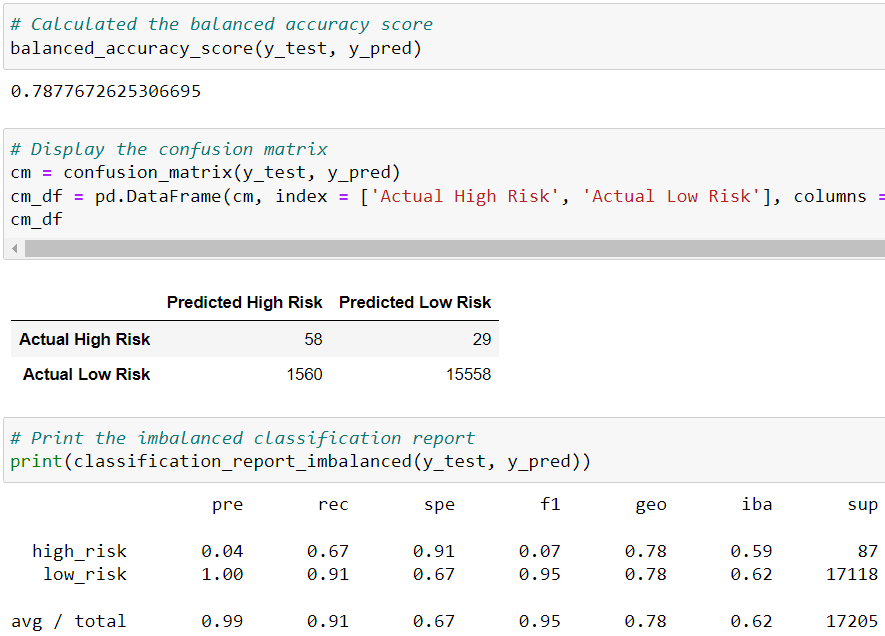 # Calculated the balanced accuracy score
balanced_accuracy_score(y_test, y_pred)
0.7877672625306695
# Display the confusion matrix
cm = confusion_matrix(y_test, y_pred)
cm_df = pd.DataFrame(cm, index = ['Actual High Risk', 'Actual Low Risk'], columns =
cm_df
Predicted High Risk Predicted Low Risk
Actual High Risk 58 29
Actual Low Risk 1560 15558
# Print the imbalanced classification report
print(classification_report_imbalanced(y_test, y_pred))
pre rec spe f1 geo iba sup
high_risk 0.04 0.67 0.91 0.07 0.78 0.59 87
low_risk 1.00 0.91 0.67 0.95 0.78 0.62 17118
avg / total 0.99 0.91 0.67 0.95 0.78 0.62 17205